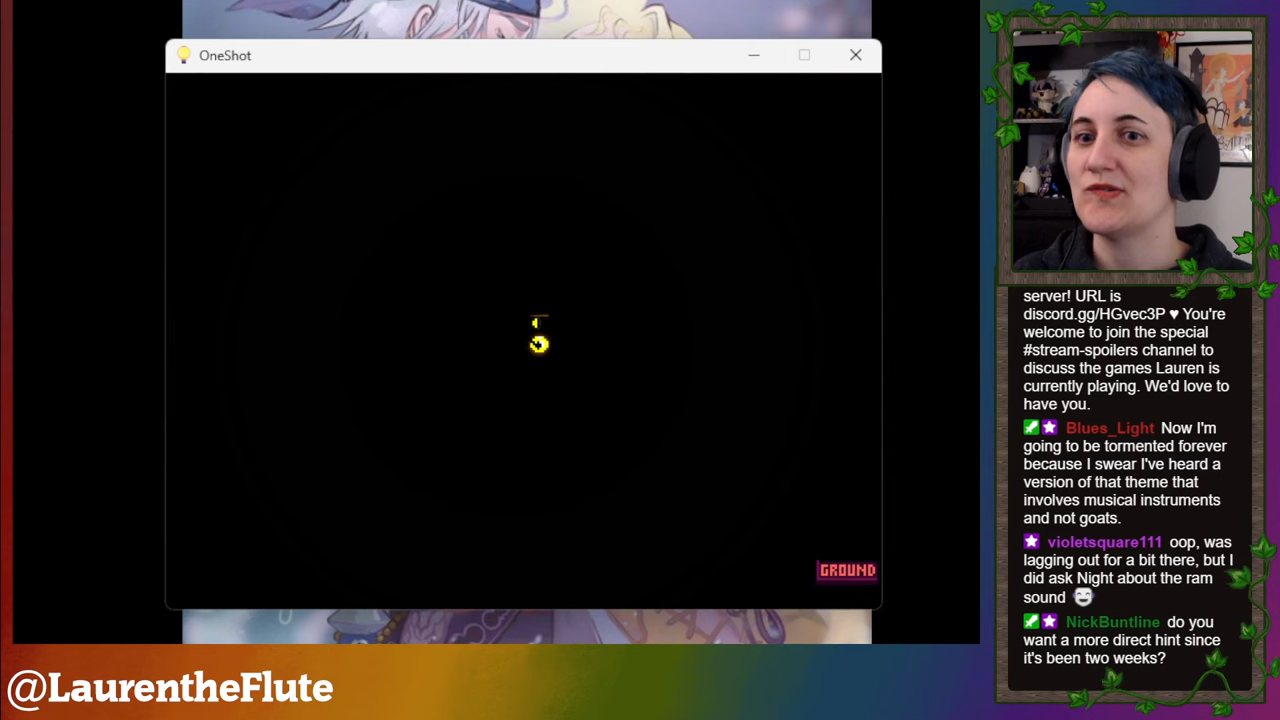 OneShot
GROUND
server! URL is
discord.gg/HGvec3P ♥ You're
welcome to join the special
#stream-spoilers channel to
discuss the games Lauren is
currently playing. We'd love to
have you.
Blues_Light Now I'm
going to be tormented forever
because I swear I've heard a
version of that theme that
involves musical instruments
and not goats.
violetsquare111 oop, was
lagging out for a bit there, but I
did ask Night about the ram
sound
NickBuntline do you
want a more direct hint since
it's been two weeks?
@LaurentheFlute